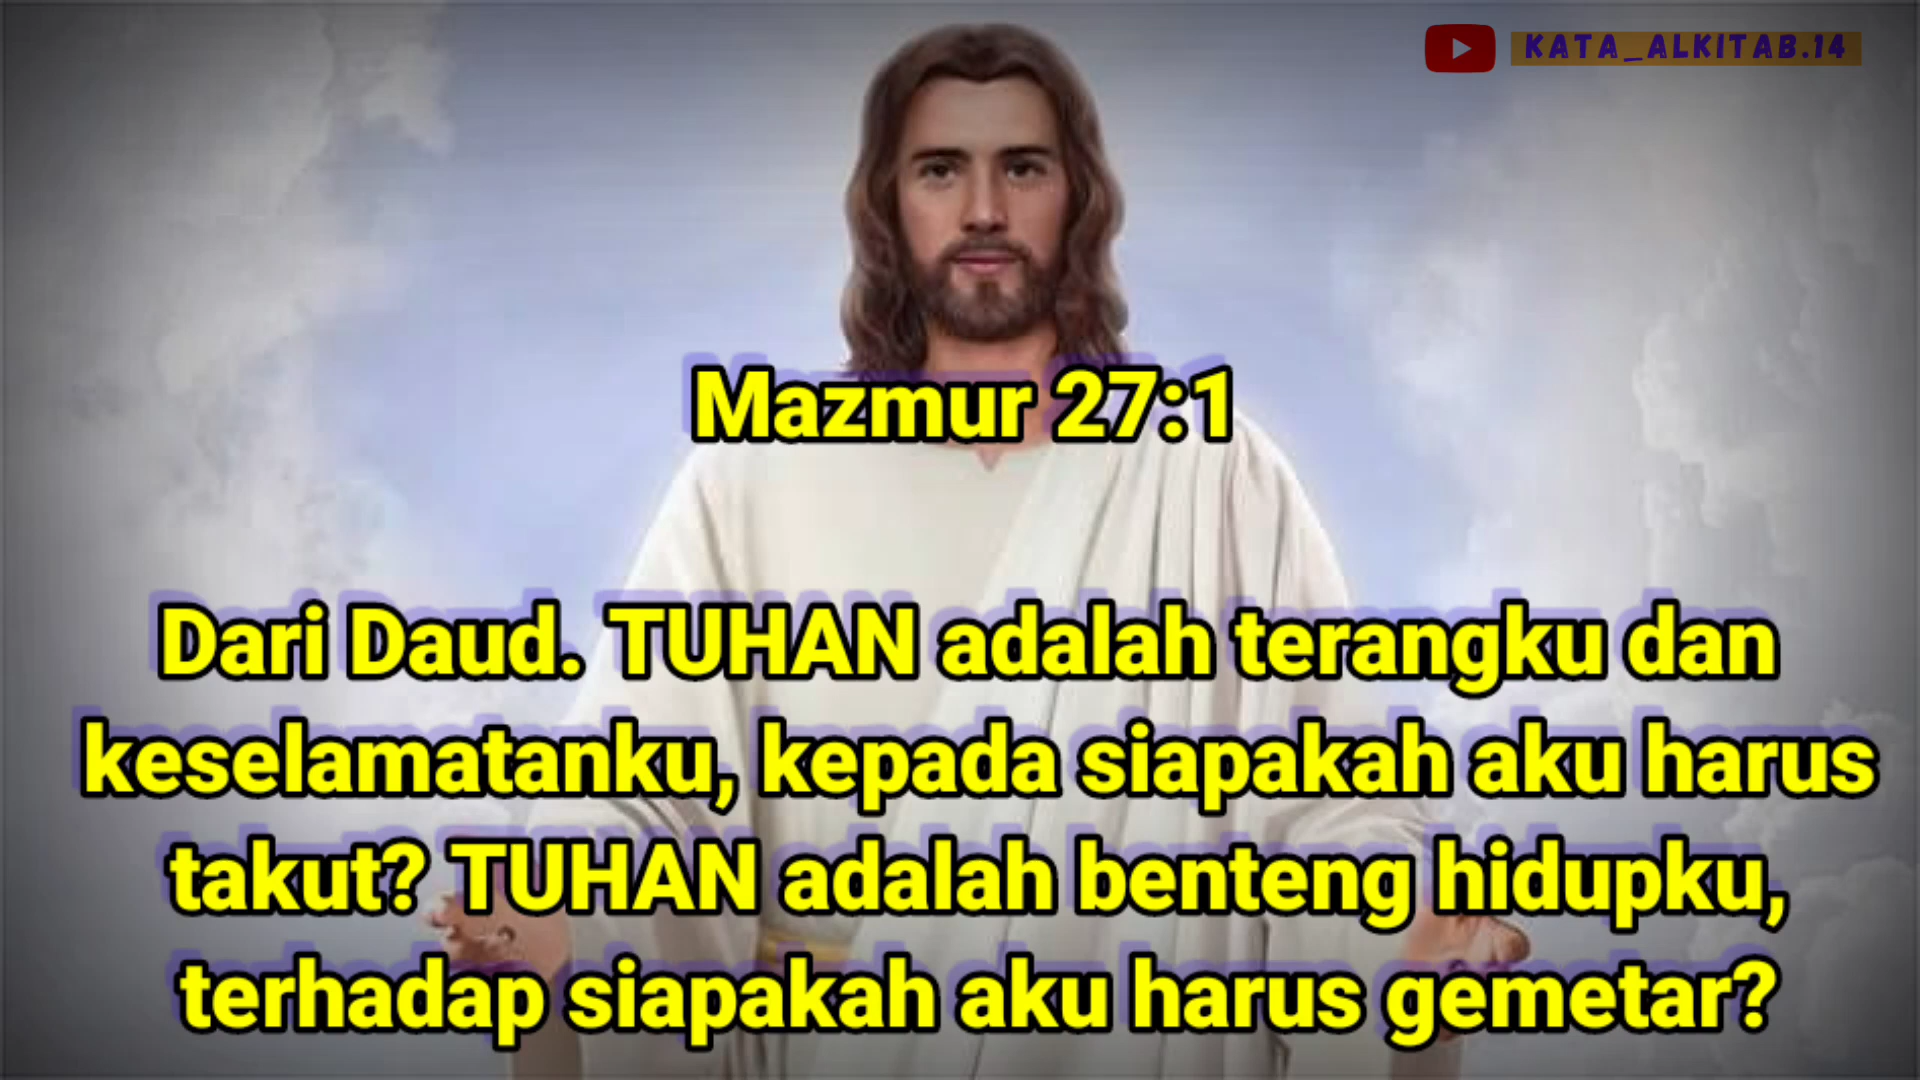 KATA_ALKITAB.14
Mazmur 27:1
Dari Daud. TUHAN adalah terangku dan
keselamatanku, kepada siapakah aku harus
takut? TUHAN adalah benteng hidupku,
terhadap siapakah aku harus gemetar?